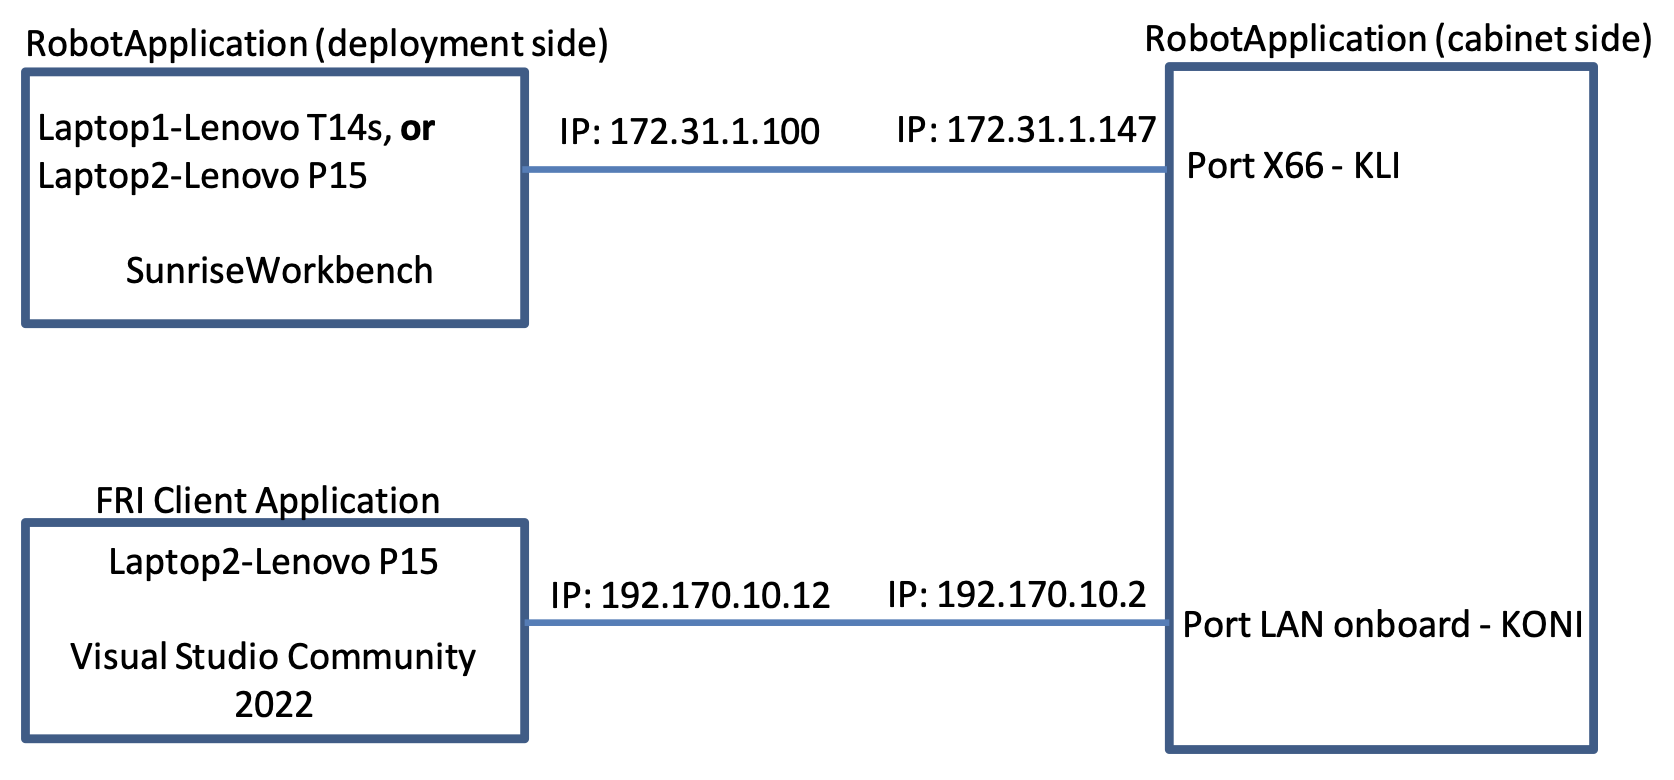 RobotApplication (deployment side)
RobotApplication (cabinet side)
Laptop1-Lenovo T14s, or
Laptop2-Lenovo P15
SunriseWorkbench
IP: 172.31.1.100
IP: 172.31.1.147
Port X66 - KLI
FRI Client Application
Laptop2-Lenovo P15
Visual Studio Community
2022
IP: 192.170.10.12
IP: 192.170.10.2
Port LAN onboard - KONI